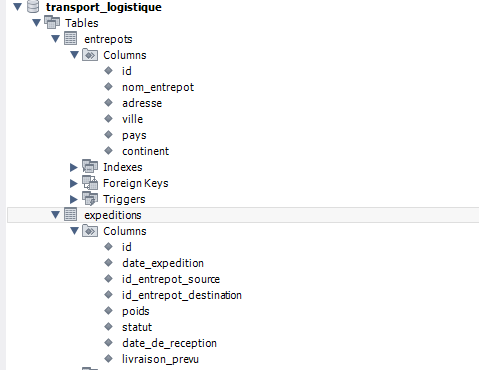 transport_logistique
Tables
entrepots
Columns
id
nom_entrepot
adresse
ville
pays
continent
Indexes
Foreign Keys
Triggers
expeditions
Columns
id
date_expedition
id_entrepot_source
id_entrepot_destination
poids
statut
date_de_reception
livraison_prevu